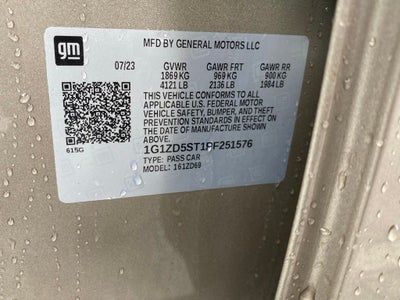 gm
MFD BY GENERAL MOTORS LLC
07/23 GVWR GAWR FRT GAWR RR
1869 KG 969 KG 900 KG
4121 LB 2136 LB 1984 LB
THIS VEHICLE CONFORMS TO ALL
APPLICABLE U.S. FEDERAL MOTOR
VEHICLE SAFETY, BUMPER, AND THEFT
PREVENTION STANDARDS IN EFFECT ON
THE DATE OF MANUFACTURE SHOWN
ABOVE.
615G
1G1ZD5ST1RF251576
TYPE: PASS CAR
MODEL: 161ZD69